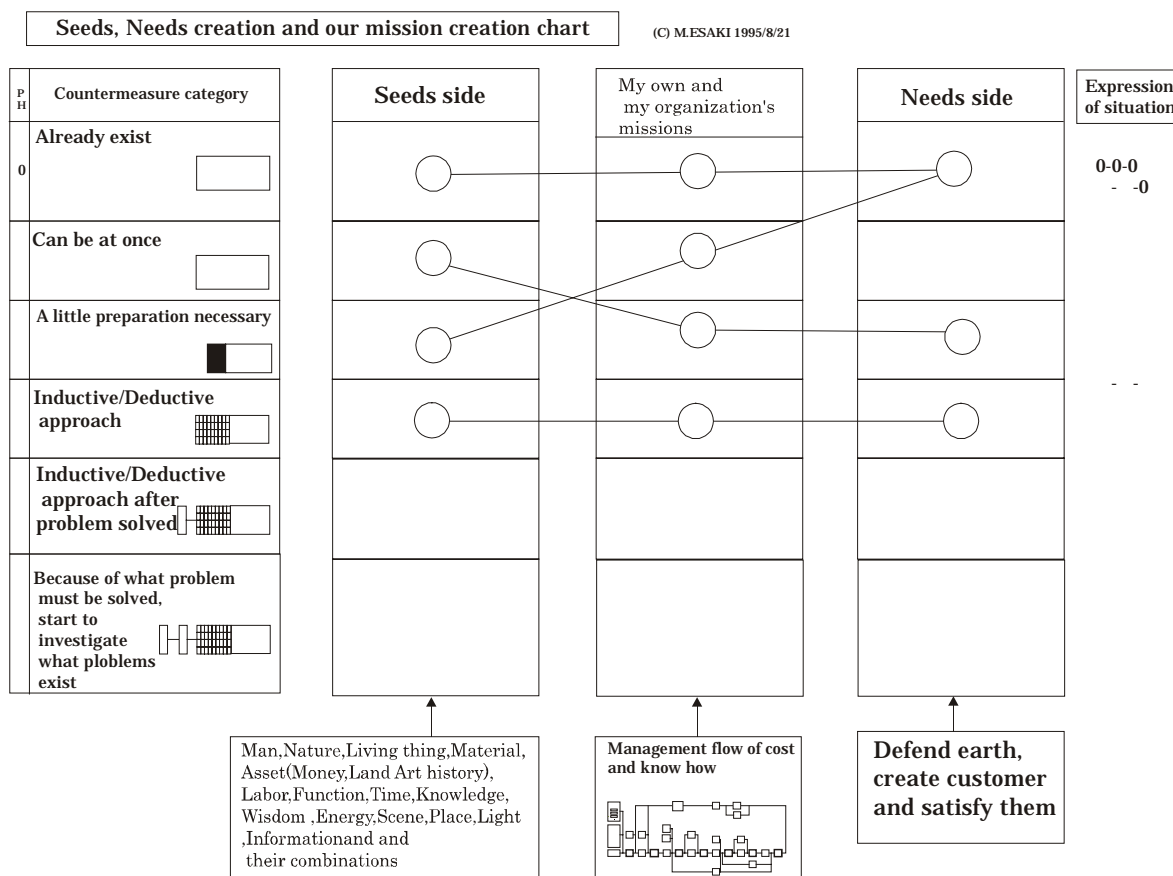 Seeds, Needs creation and our mission creation chart
(C) M.ESAKI 1995/8/21
P
H
Countermeasure category
Seeds side
My own and
my organization's
missions
Needs side
Expression
of situation
Already exist
0
0-0-0
- -0
Can be at once
A little preparation necessary
Inductive/Deductive
approach
- -
Inductive/Deductive
approach after
problem solved
Because of what problem
must be solved,
start to
investigate
what ploblems
exist
Man,Nature,Living thing,Material,
Asset(Money,Land Art history),
Labor,Function,Time,Knowledge,
Wisdom ,Energy,Scene,Place,Light
,Informationand and
their combinations
Management flow of cost
and know how
Defend earth,
create customer
and satisfy them